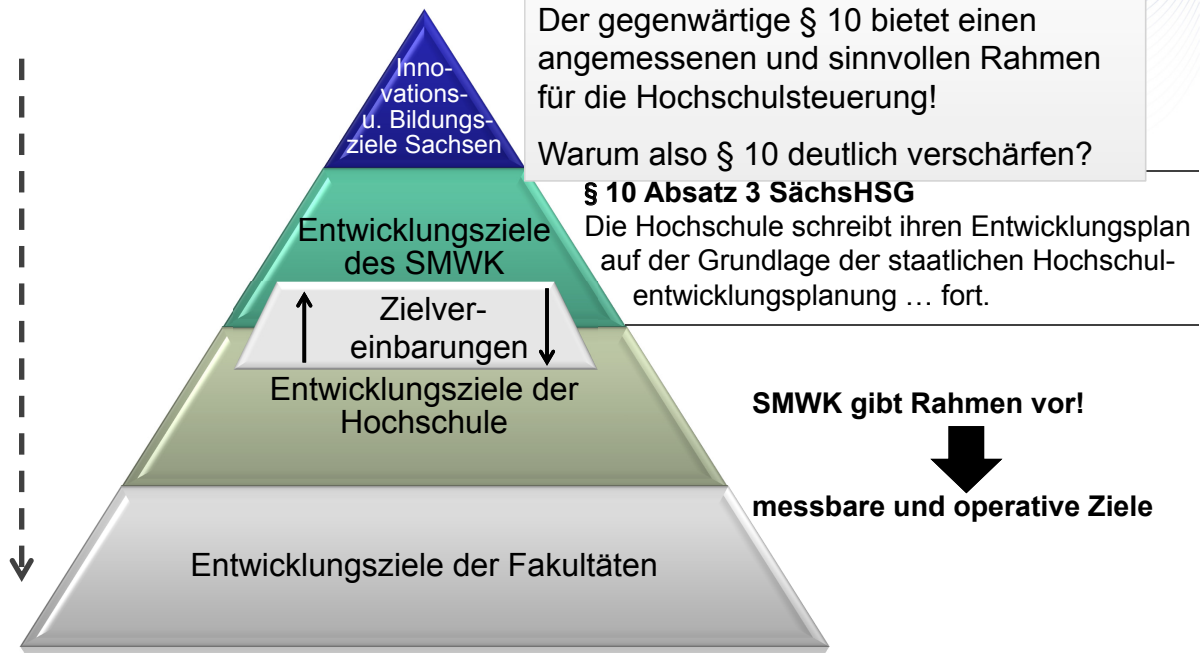 Der gegenwärtige § 10 bietet einen
angemessenen und sinnvollen Rahmen
für die Hochschulsteuerung!
Warum also § 10 deutlich verschärfen?
Inno-
vations-
u. Bildungs-
ziele Sachsen
§ 10 Absatz 3 SächsHSG
Die Hochschule schreibt ihren Entwicklungsplan
auf der Grundlage der staatlichen Hochschul-
entwicklungsplanung … fort.
Entwicklungsziele
des SMWK
Zielver-
einbarungen
Entwicklungsziele der
Hochschule
SMWK gibt Rahmen vor!
messbare und operative Ziele
Entwicklungsziele der Fakultäten